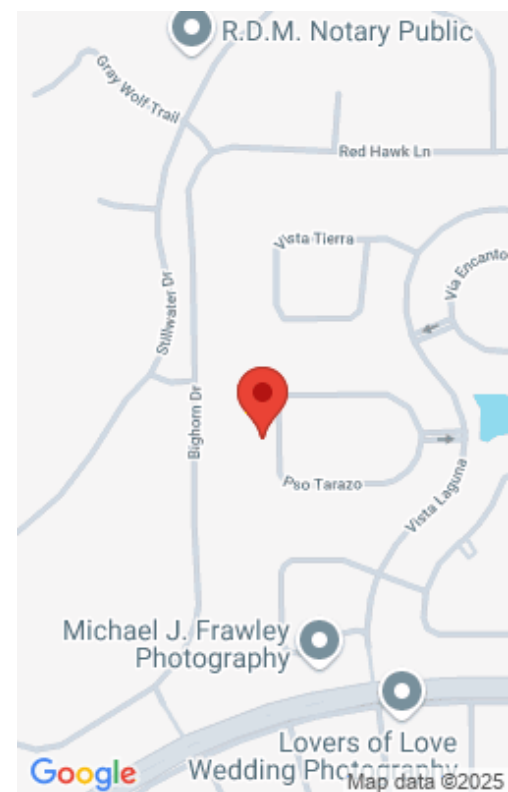 R.D.M. Notary Public
Gray Wolf Trail
Red Hawk Ln
Vista Tierra
Via Encanto
Stillwater Dr
Bighorn Dr
Pso Tarazo
Vista Laguna
Michael J. Frawley
Photography
Lovers of Love
Wedding Photography
Google
Map data ©2025